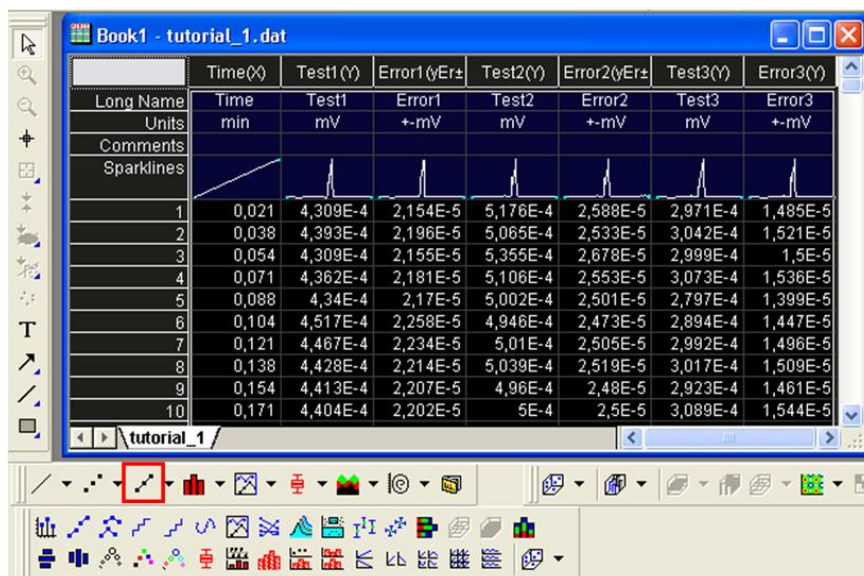 Book1 - tutorial_1.dat
Time(X) Test1(Y) Error1(yEr± Test2(Y) Error2(yEr± Test3(Y) Error3(Y)
Long Name Time Test1 Error1 Test2 Error2 Test3 Error3
Units min mV +-mV mV +-mV mV +-mV
Comments
Sparklines
1 0,021 4,309E-4 2,154E-5 5,176E-4 2,588E-5 2,971E-4 1,485E-5
2 0,038 4,393E-4 2,196E-5 5,065E-4 2,533E-5 3,042E-4 1,521E-5
3 0,054 4,309E-4 2,155E-5 5,355E-4 2,678E-5 2,999E-4 1,5E-5
4 0,071 4,362E-4 2,181E-5 5,106E-4 2,553E-5 3,073E-4 1,536E-5
5 0,088 4,34E-4 2,17E-5 5,002E-4 2,501E-5 2,797E-4 1,399E-5
6 0,104 4,517E-4 2,258E-5 4,946E-4 2,473E-5 2,894E-4 1,447E-5
7 0,121 4,467E-4 2,234E-5 5,01E-4 2,505E-5 2,992E-4 1,496E-5
8 0,138 4,428E-4 2,214E-5 5,039E-4 2,519E-5 3,017E-4 1,509E-5
9 0,154 4,413E-4 2,207E-5 4,96E-4 2,48E-5 2,923E-4 1,461E-5
10 0,171 4,404E-4 2,202E-5 5E-4 2,5E-5 3,089E-4 1,544E-5
tutorial_1